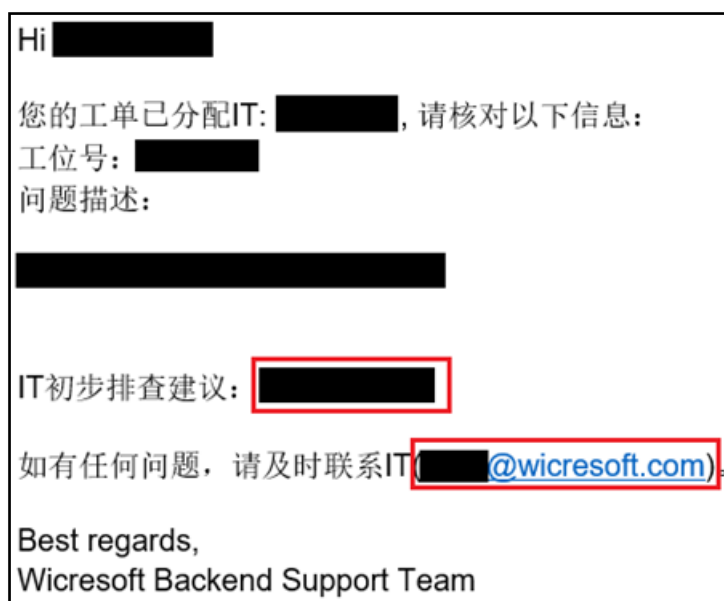 Hi
您的工单已分配IT: , 请核对以下信息：
工位号：
问题描述：
IT初步排查建议：
如有任何问题，请及时联系IT(@wicresoft.com)。
Best regards,
Wicresoft Backend Support Team